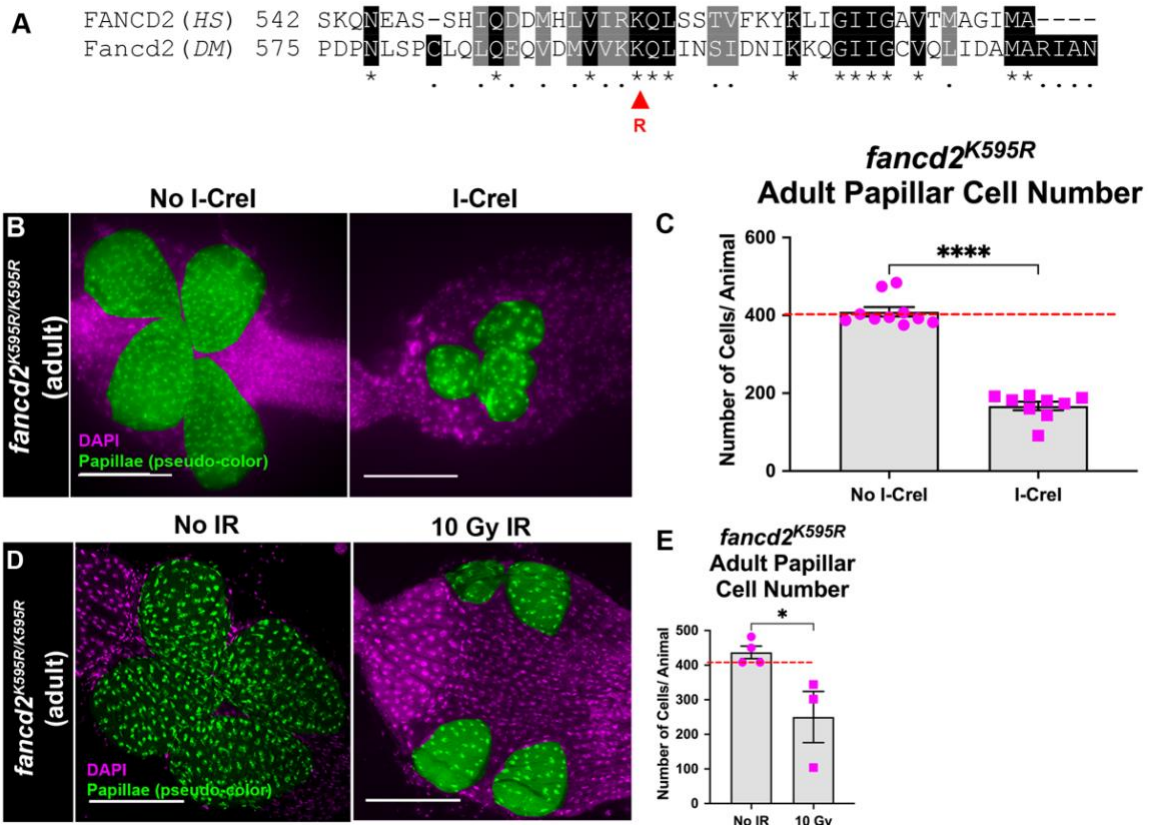 A
FANCD2(HS) 542 SKQNEAS-SHIQDDMHLVIRKQLSSTVFKYKLIGIIGAVTMAGIMA----
Fancd2(DM) 575 PDPNLSPCLQLQEQVDMVVKKQLINSIDNIKKQGIIGCVQLIDAMARIAN
* . .*. . . *..*** .. * **** * . **....
R
fancd2K595R
Adult Papillar Cell Number
No I-CreI
I-CreI
B
fancd2K595R/K595R
(adult)
DAPI
Papillae (pseudo-color)
C
Number of Cells/ Animal
600
400
200
0
****
No I-CreI
I-CreI
No IR
10 Gy IR
D
fancd2K595R/K595R
(adult)
DAPI
Papillae (pseudo-color)
E
fancd2K595R
Adult Papillar
Cell Number
*
Number of Cells/ Animal
500
400
300
200
100
0
No IR
10 Gy